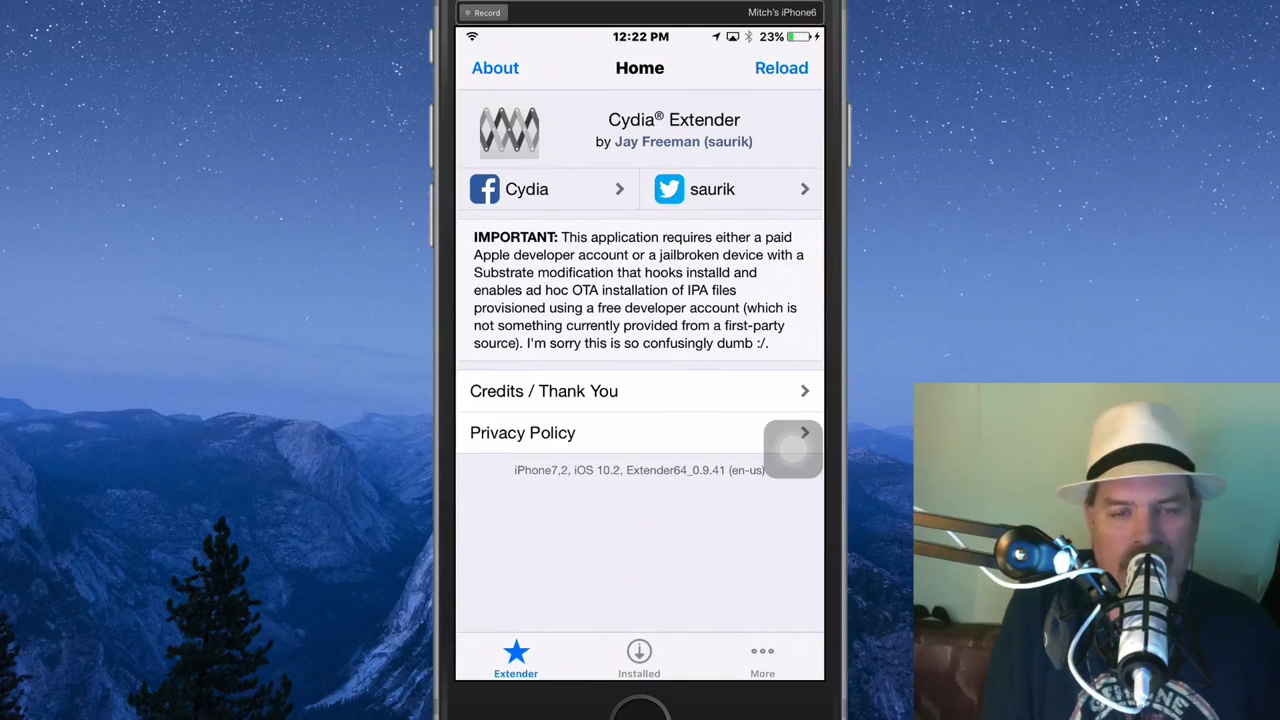 Record
Mitch's iPhone6
12:22 PM
23%
About
Home
Reload
Cydia® Extender
by Jay Freeman (saurik)
Cydia
saurik
IMPORTANT: This application requires either a paid
Apple developer account or a jailbroken device with a
Substrate modification that hooks installd and
enables ad hoc OTA installation of IPA files
provisioned using a free developer account (which is
not something currently provided from a first-party
source). I'm sorry this is so confusingly dumb :/.
Credits / Thank You
Privacy Policy
iPhone7,2, iOS 10.2, Extender64_0.9.41 (en-us)
Extender
Installed
More
GENUINE